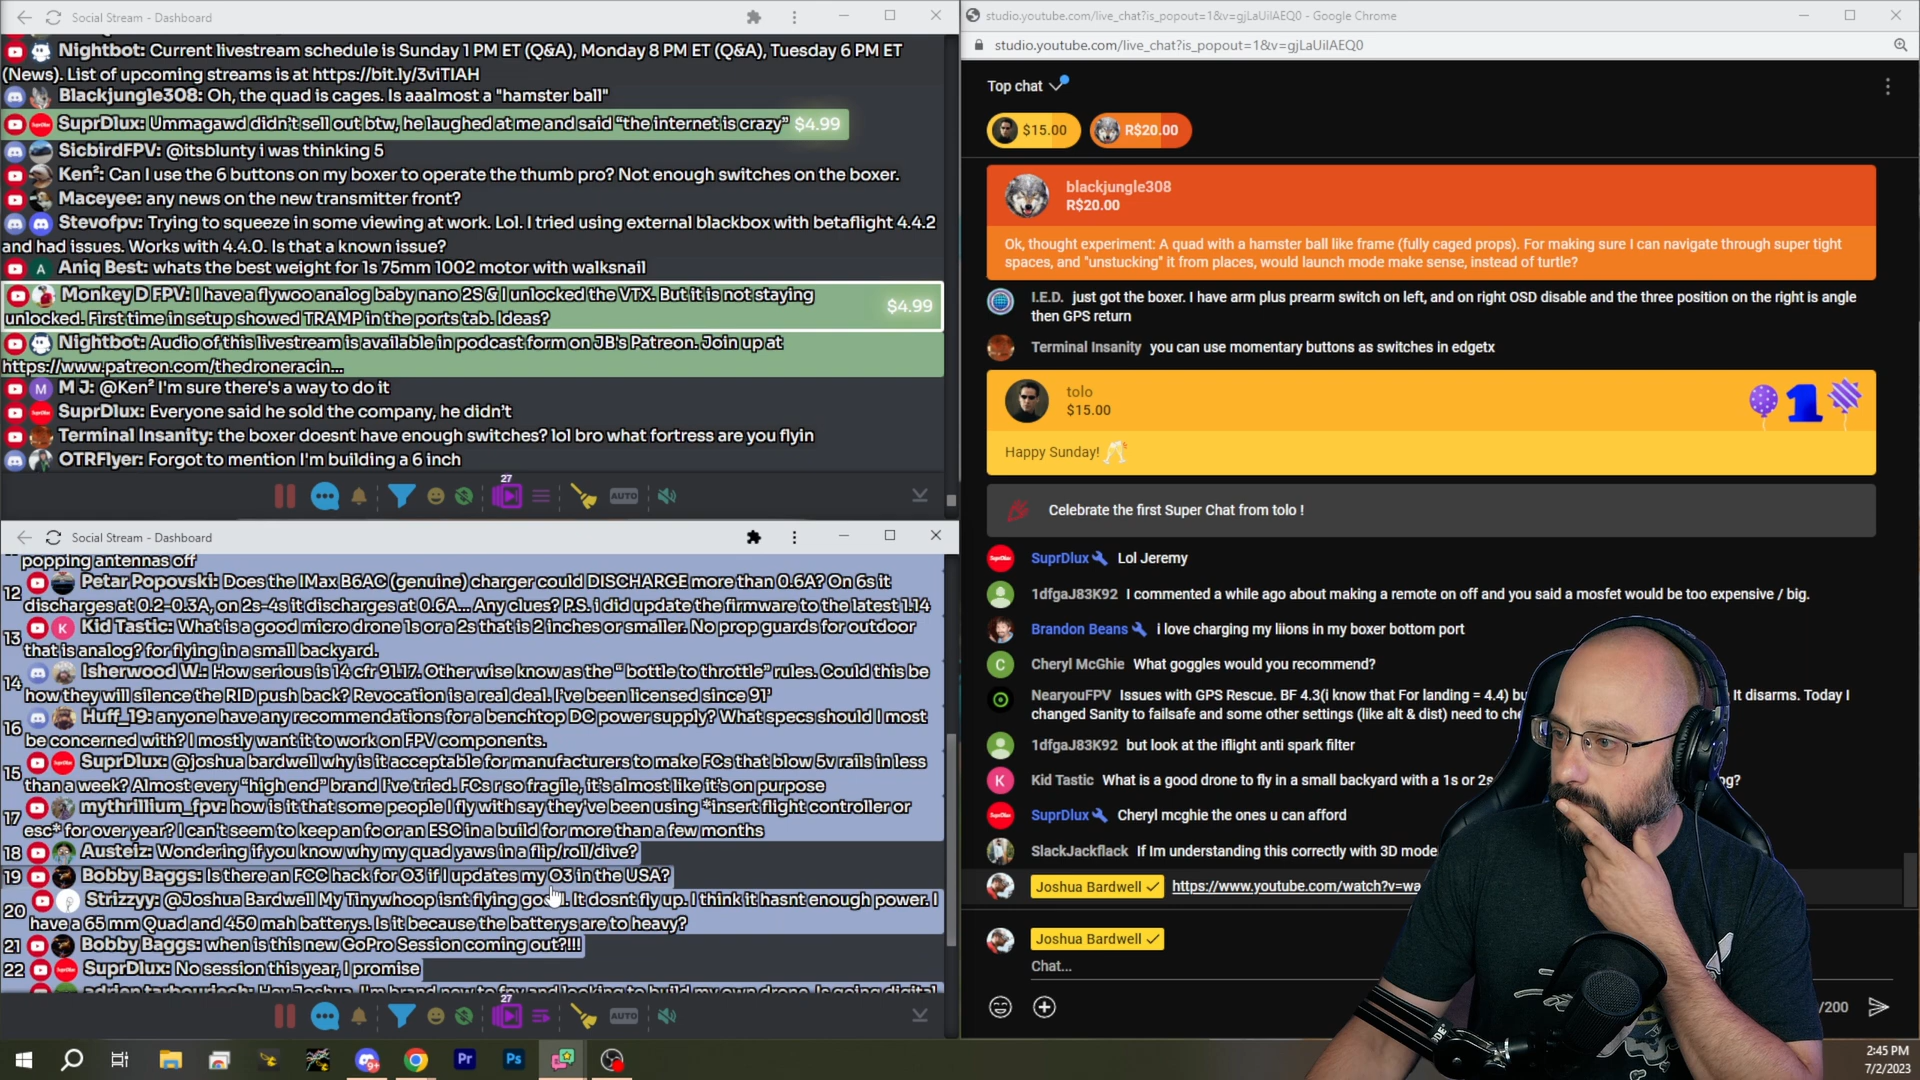 Social Stream - Dashboard
Nightbot: Current livestream schedule is Sunday 1 PM ET (Q&A), Monday 8 PM ET (Q&A), Tuesday 6 PM ET
(News). List of upcoming streams is at https://bit.ly/3viTIAH
Blackjungle308: Oh, the quad is cages. Is aaalmost a "hamster ball"
SuprDlux: Ummagawd didn't sell out btw, he laughed at me and said “the internet is crazy” $4.99
SicbirdFPV: @itsblunty i was thinking 5
Ken²: Can I use the 6 buttons on my boxer to operate the thumb pro? Not enough switches on the boxer.
Maceyee: any news on the new transmitter front?
Stevofpv: Trying to squeeze in some viewing at work. Lol. I tried using external blackbox with betaflight 4.4.2
and had issues. Works with 4.4.0. Is that a known issue?
A Aniq Best: whats the best weight for 1s 75mm 1002 motor with walksnail
Monkey D FPV: I have a flywoo analog baby nano 2S & I unlocked the VTX. But it is not staying
unlocked. First time in setup showed TRAMP in the ports tab. Ideas?
$4.99
Nightbot: Audio of this livestream is available in podcast form on JB's Patreon. Join up at
https://www.patreon.com/thedroneracin...
M M J: @Ken² I'm sure there's a way to do it
SuprDlux: Everyone said he sold the company, he didn't
Terminal Insanity: the boxer doesnt have enough switches? lol bro what fortress are you flyin
OTRFlyer: Forgot to mention I'm building a 6 inch
27
AUTO
Social Stream - Dashboard
popping antennas off
12 Petar Popovski: Does the IMax B6AC (genuine) charger could DISCHARGE more than 0.6A? On 6s it
discharges at 0.2-0.3A, on 2s-4s it discharges at 0.6A... Any clues? P.S. i did update the firmware to the latest 1.14
13 K Kid Tastic: What is a good micro drone 1s or a 2s that is 2 inches or smaller. No prop guards for outdoor
that is analog? for flying in a small backyard.
14 Isherwood W.: How serious is 14 cfr 91.17. Other wise know as the “ bottle to throttle” rules. Could this be
how they will silence the RID push back? Revocation is a real deal. I've been licensed since 91'
16 Huff_19: anyone have any recommendations for a benchtop DC power supply? What specs should I most
be concerned with? I mostly want it to work on FPV components.
15 SuprDlux: @joshua bardwell why is it acceptable for manufacturers to make FCs that blow 5v rails in less
than a week? Almost every “high end” brand I've tried. FCs r so fragile, it's almost like it's on purpose
17 mythrillium_fpv: how is it that some people I fly with say they've been using *insert flight controller or
esc* for over year? I can't seem to keep an fc or an ESC in a build for more than a few months
18 Austeiz: Wondering if you know why my quad yaws in a flip/roll/dive?
19 Bobby Baggs: Is there an FCC hack for O3 if I updates my O3 in the USA?
20 Strizzyy: @Joshua Bardwell My Tinywhoop isnt flying . It dosnt fly up. I think it hasnt enough power. I
have a 65 mm Quad and 450 mah batterys. Is it because the batterys are to heavy?
21 Bobby Baggs: when is this new GoPro Session coming out?!!!
22 SuprDlux: No session this year, I promise
27
AUTO
studio.youtube.com/live_chat?is_popout=1&v=gjLaUilAEQ0 - Google Chrome
studio.youtube.com/live_chat?is_popout=1&v=gjLaUilAEQ0
Top chat
$15.00 R$20.00
blackjungle308
R$20.00
Ok, thought experiment: A quad with a hamster ball like frame (fully caged props). For making sure I can navigate through super tight
spaces, and "unstucking" it from places, would launch mode make sense, instead of turtle?
I.E.D. just got the boxer. I have arm plus prearm switch on left, and on right OSD disable and the three position on the right is angle
then GPS return
Terminal Insanity you can use momentary buttons as switches in edgetx
tolo
$15.00
1
Happy Sunday!
Celebrate the first Super Chat from tolo !
SuprDlux Lol Jeremy
1dfgaJ83K92 I commented a while ago about making a remote on off and you said a mosfet would be too expensive / big.
Brandon Beans i love charging my liions in my boxer bottom port
C Cheryl McGhie What goggles would you recommend?
NearyouFPV Issues with GPS Rescue. BF 4.3(i know that For landing = 4.4) It disarms. Today I
changed Sanity to failsafe and some other settings (like alt & dist) need to
1dfgaJ83K92 but look at the iflight anti spark filter
K Kid Tastic What is a good drone to fly in a small backyard with a 1s or 2s
SuprDlux Cheryl mcghie the ones u can afford
SlackJackflack If Im understanding this correctly with 3D mode
Joshua Bardwell https://www.youtube.com/watch?v=wa
Joshua Bardwell
Chat...
/200
Pr
Ps
2:45 PM
7/2/2023